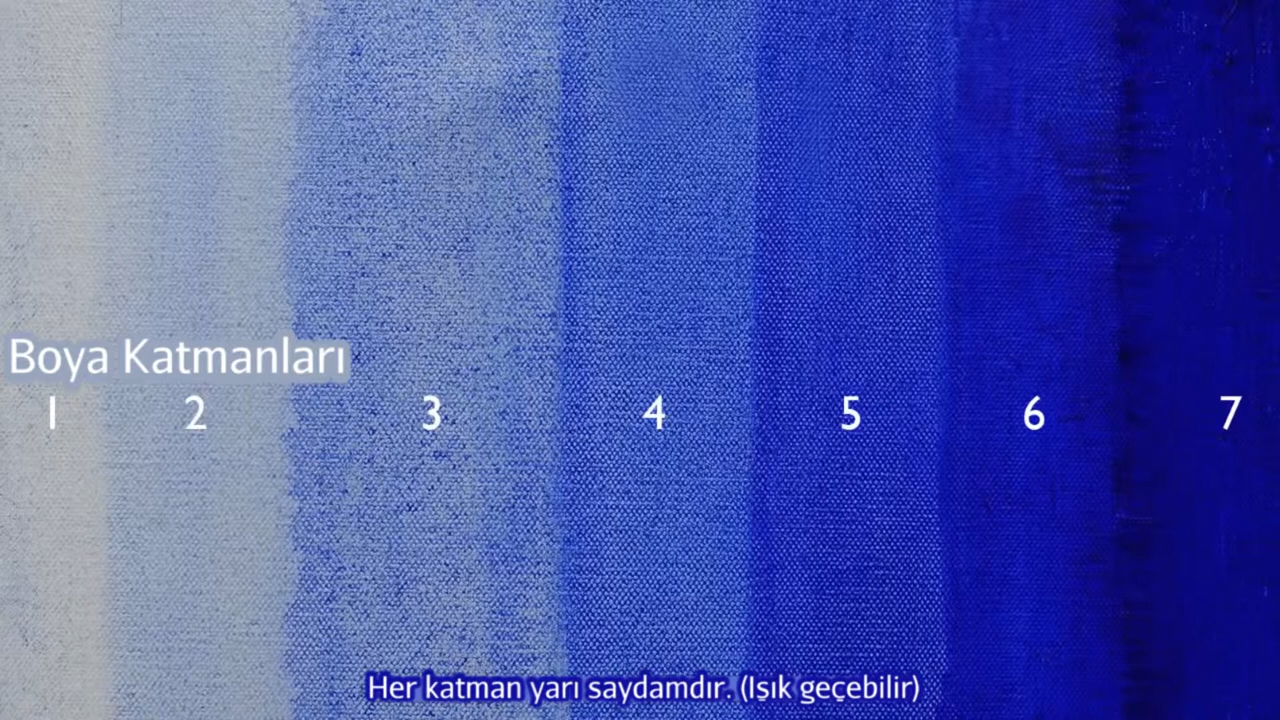 Boya Katmanları
1 2 3 4 5 6 7
Her katman yarı saydamdır. (Işık geçebilir)